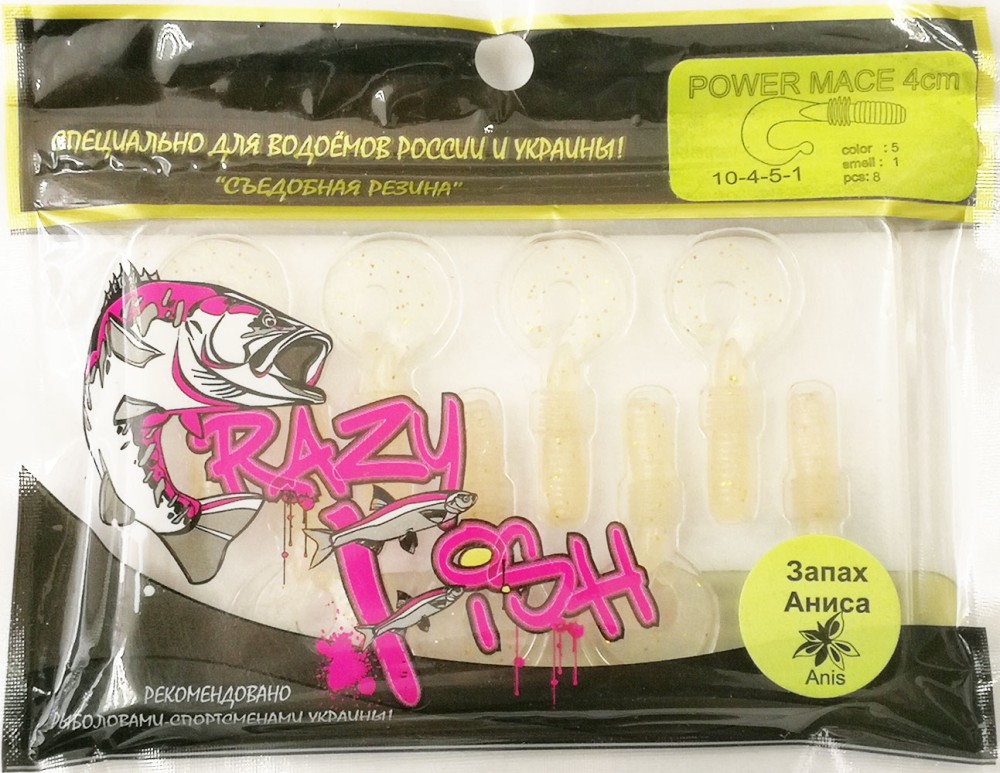 POWER MACE 4cm
color : 5
smell : 1
pcs: 8
10-4-5-1
СПЕЦИАЛЬНО ДЛЯ ВОДОЁМОВ РОССИИ И УКРАИНЫ!
"СЪЕДОБНАЯ РЕЗИНА"
CRAZY
FISH
Запах
Аниса
Anis
РЕКОМЕНДОВАНО
РЫБОЛОВАМИ-СПОРТСМЕНАМИ УКРАИНЫ!